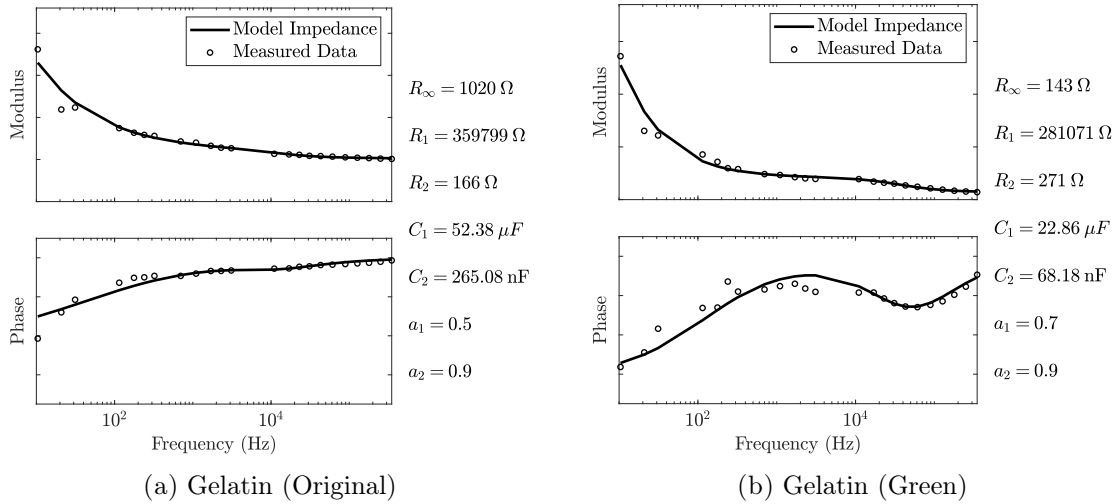 Model Impedance
Measured Data
Modulus
R∞ = 1020 Ω
R1 = 359799 Ω
R2 = 166 Ω
C1 = 52.38 μF
C2 = 265.08 nF
a1 = 0.5
a2 = 0.9
Phase
10^2
10^4
Frequency (Hz)
(a) Gelatin (Original)
Model Impedance
Measured Data
Modulus
R∞ = 143 Ω
R1 = 281071 Ω
R2 = 271 Ω
C1 = 22.86 μF
C2 = 68.18 nF
a1 = 0.7
a2 = 0.9
Phase
10^2
10^4
Frequency (Hz)
(b) Gelatin (Green)